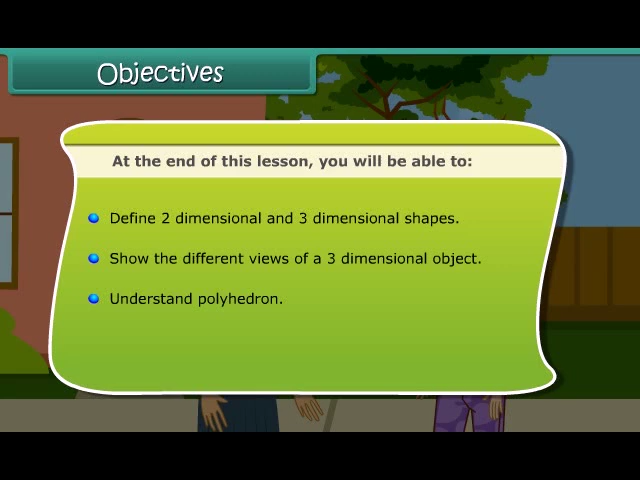 Objectives
At the end of this lesson, you will be able to:
Define 2 dimensional and 3 dimensional shapes.
Show the different views of a 3 dimensional object.
Understand polyhedron.